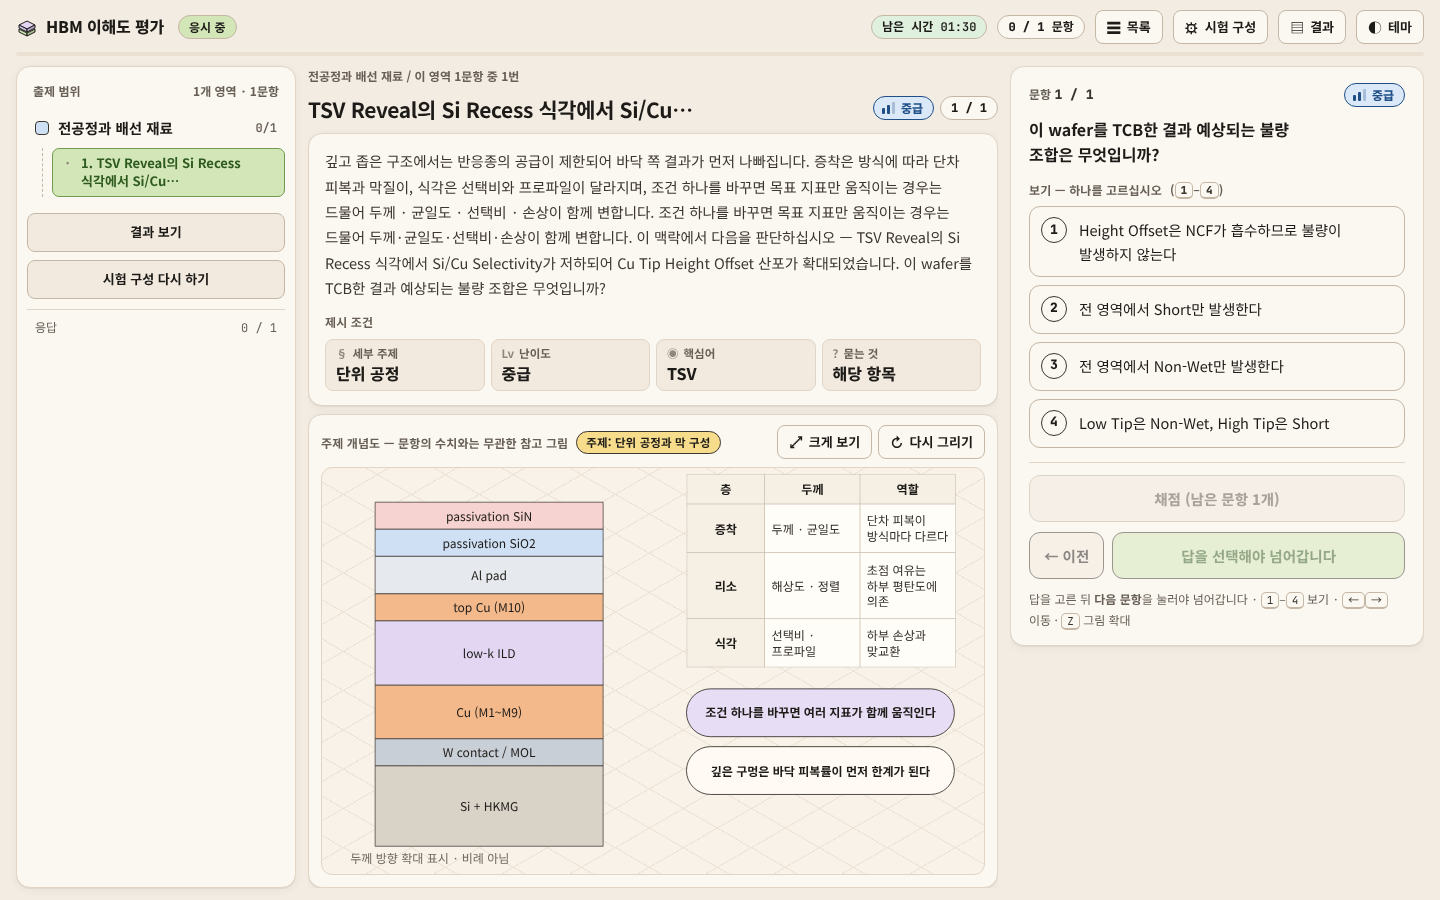 HBM 이해도 평가
응시 중
남은 시간 01:30
0 / 1 문항
목록
시험 구성
결과
테마
출제 범위
1개 영역 · 1문항
전공정과 배선 재료
0/1
· 1. TSV Reveal의 Si Recess
식각에서 Si/Cu…
결과 보기
시험 구성 다시 하기
응답
0 / 1
전공정과 배선 재료 / 이 영역 1문항 중 1번
TSV Reveal의 Si Recess 식각에서 Si/Cu…
중급
1 / 1
깊고 좁은 구조에서는 반응종의 공급이 제한되어 바닥 쪽 결과가 먼저 나빠집니다. 증착은 방식에 따라 단차
피복과 막질이, 식각은 선택비와 프로파일이 달라지며, 조건 하나를 바꾸면 목표 지표만 움직이는 경우는
드물어 두께 · 균일도 · 선택비 · 손상이 함께 변합니다. 조건 하나를 바꾸면 목표 지표만 움직이는 경우는
드물어 두께·균일도·선택비·손상이 함께 변합니다. 이 맥락에서 다음을 판단하십시오 — TSV Reveal의 Si
Recess 식각에서 Si/Cu Selectivity가 저하되어 Cu Tip Height Offset 산포가 확대되었습니다. 이 wafer를
TCB한 결과 예상되는 불량 조합은 무엇입니까?
제시 조건
§ 세부 주제
단위 공정
Lv 난이도
중급
◉ 핵심어
TSV
? 묻는 것
해당 항목
주제 개념도 — 문항의 수치와는 무관한 참고 그림
주제: 단위 공정과 막 구성
크게 보기
다시 그리기
passivation SiN
passivation SiO2
Al pad
top Cu (M10)
low-k ILD
Cu (M1~M9)
W contact / MOL
Si + HKMG
두께 방향 확대 표시 · 비례 아님
층
두께
역할
증착
두께 · 균일도
단차 피복이
방식마다 다르다
리소
해상도 · 정렬
초점 여유는
하부 평탄도에
의존
식각
선택비 ·
프로파일
하부 손상과
맞교환
조건 하나를 바꾸면 여러 지표가 함께 움직인다
깊은 구멍은 바닥 피복률이 먼저 한계가 된다
문항 1 / 1
중급
이 wafer를 TCB한 결과 예상되는 불량
조합은 무엇입니까?
보기 — 하나를 고르십시오 (1–4)
1 Height Offset은 NCF가 흡수하므로 불량이
발생하지 않는다
2 전 영역에서 Short만 발생한다
3 전 영역에서 Non-Wet만 발생한다
4 Low Tip은 Non-Wet, High Tip은 Short
채점 (남은 문항 1개)
← 이전
답을 선택해야 넘어갑니다
답을 고른 뒤 다음 문항을 눌러야 넘어갑니다 · 1–4 보기 · ← →
이동 · Z 그림 확대